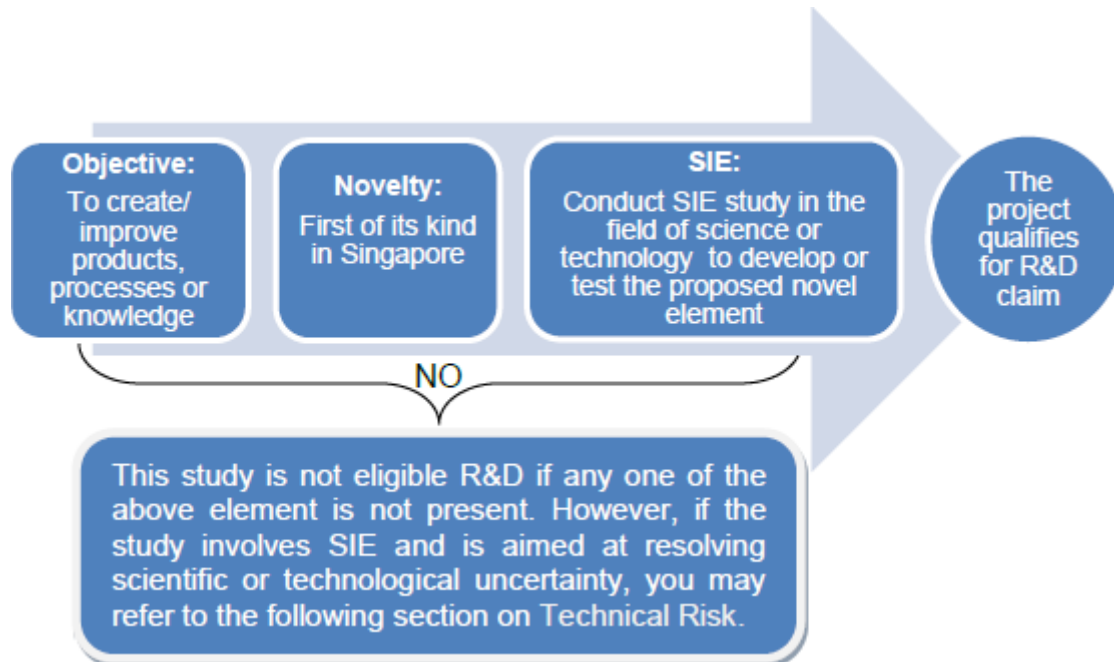 Objective:
To create/
improve
products,
processes or
knowledge
Novelty:
First of its kind
in Singapore
SIE:
Conduct SIE study in the
field of science or
technology to develop or
test the proposed novel
element
The
project
qualifies
for R&D
claim
NO
This study is not eligible R&D if any one of the
above element is not present. However, if the
study involves SIE and is aimed at resolving
scientific or technological uncertainty, you may
refer to the following section on Technical Risk.